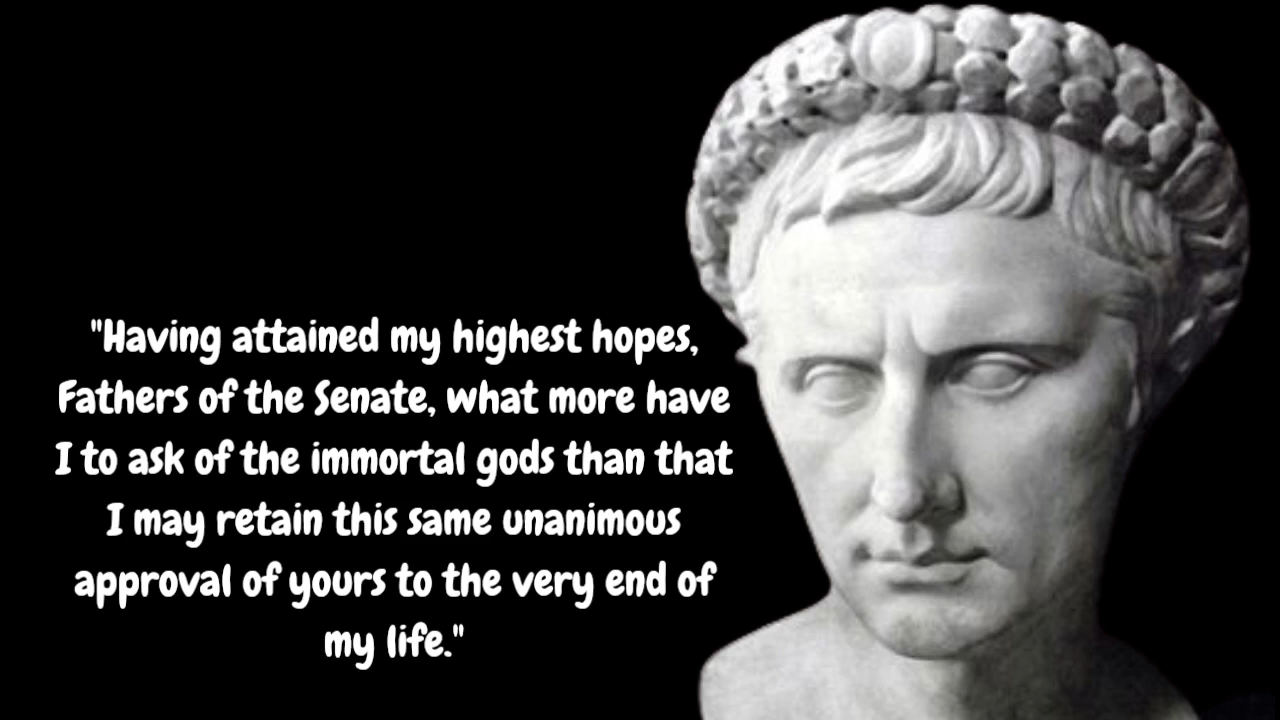 "Having attained my highest hopes,
Fathers of the Senate, what more have
I to ask of the immortal gods than that
I may retain this same unanimous
approval of yours to the very end of
my life."